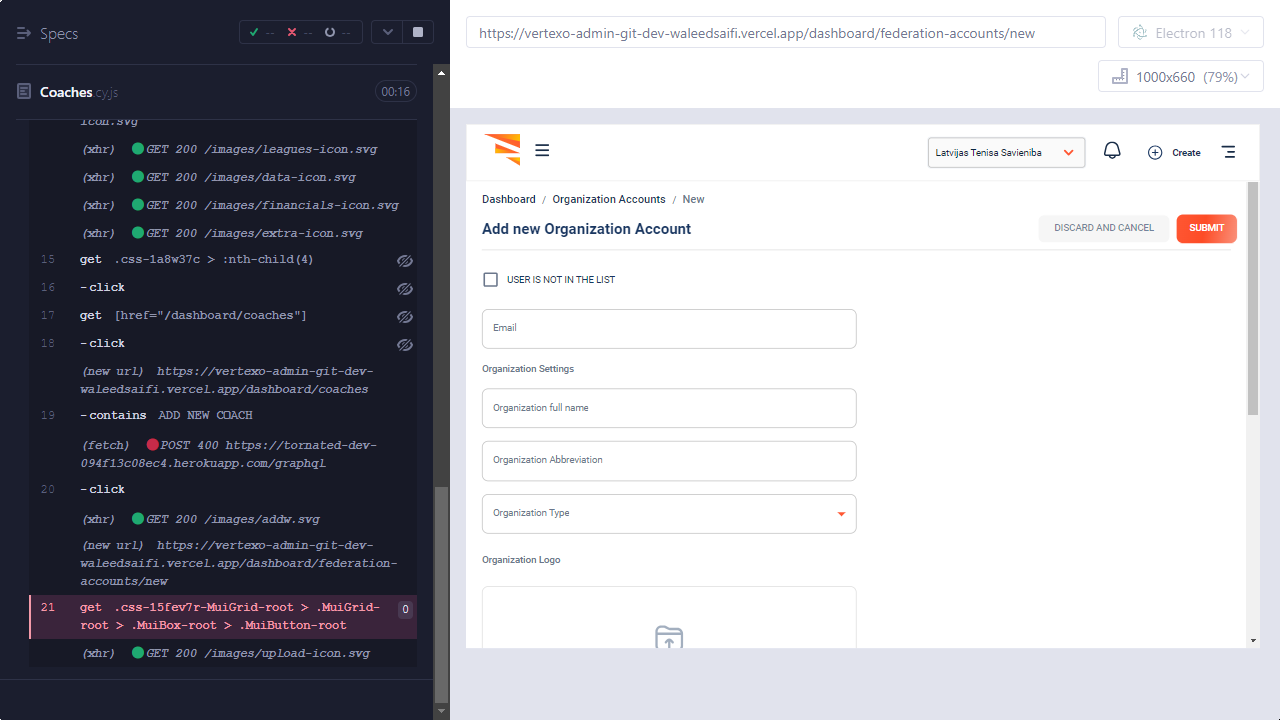 Specs
-- -- --
Coaches.cy.js
00:16
icon.svg
(xhr) GET 200 /images/leagues-icon.svg
(xhr) GET 200 /images/data-icon.svg
(xhr) GET 200 /images/financials-icon.svg
(xhr) GET 200 /images/extra-icon.svg
15 get .css-1a8w37c > :nth-child(4)
16 -click
17 get [href="/dashboard/coaches"]
18 -click
(new url) https://vertexo-admin-git-dev-
waleedsaifi.vercel.app/dashboard/coaches
19 -contains ADD NEW COACH
(fetch) POST 400 https://tornated-dev-
094f13c08ec4.herokuapp.com/graphql
20 -click
(xhr) GET 200 /images/addw.svg
(new url) https://vertexo-admin-git-dev-
waleedsaifi.vercel.app/dashboard/federation-
accounts/new
21 get .css-15fev7r-MuiGrid-root > .MuiGrid-
root > .MuiBox-root > .MuiButton-root
0
(xhr) GET 200 /images/upload-icon.svg
https://vertexo-admin-git-dev-waleedsaifi.vercel.app/dashboard/federation-accounts/new
Electron 118
1000x660 (79%)
Latvijas Tenisa Savieniba
Create
Dashboard / Organization Accounts / New
Add new Organization Account
DISCARD AND CANCEL
SUBMIT
USER IS NOT IN THE LIST
Email
Organization Settings
Organization full name
Organization Abbreviation
Organization Type
Organization Logo